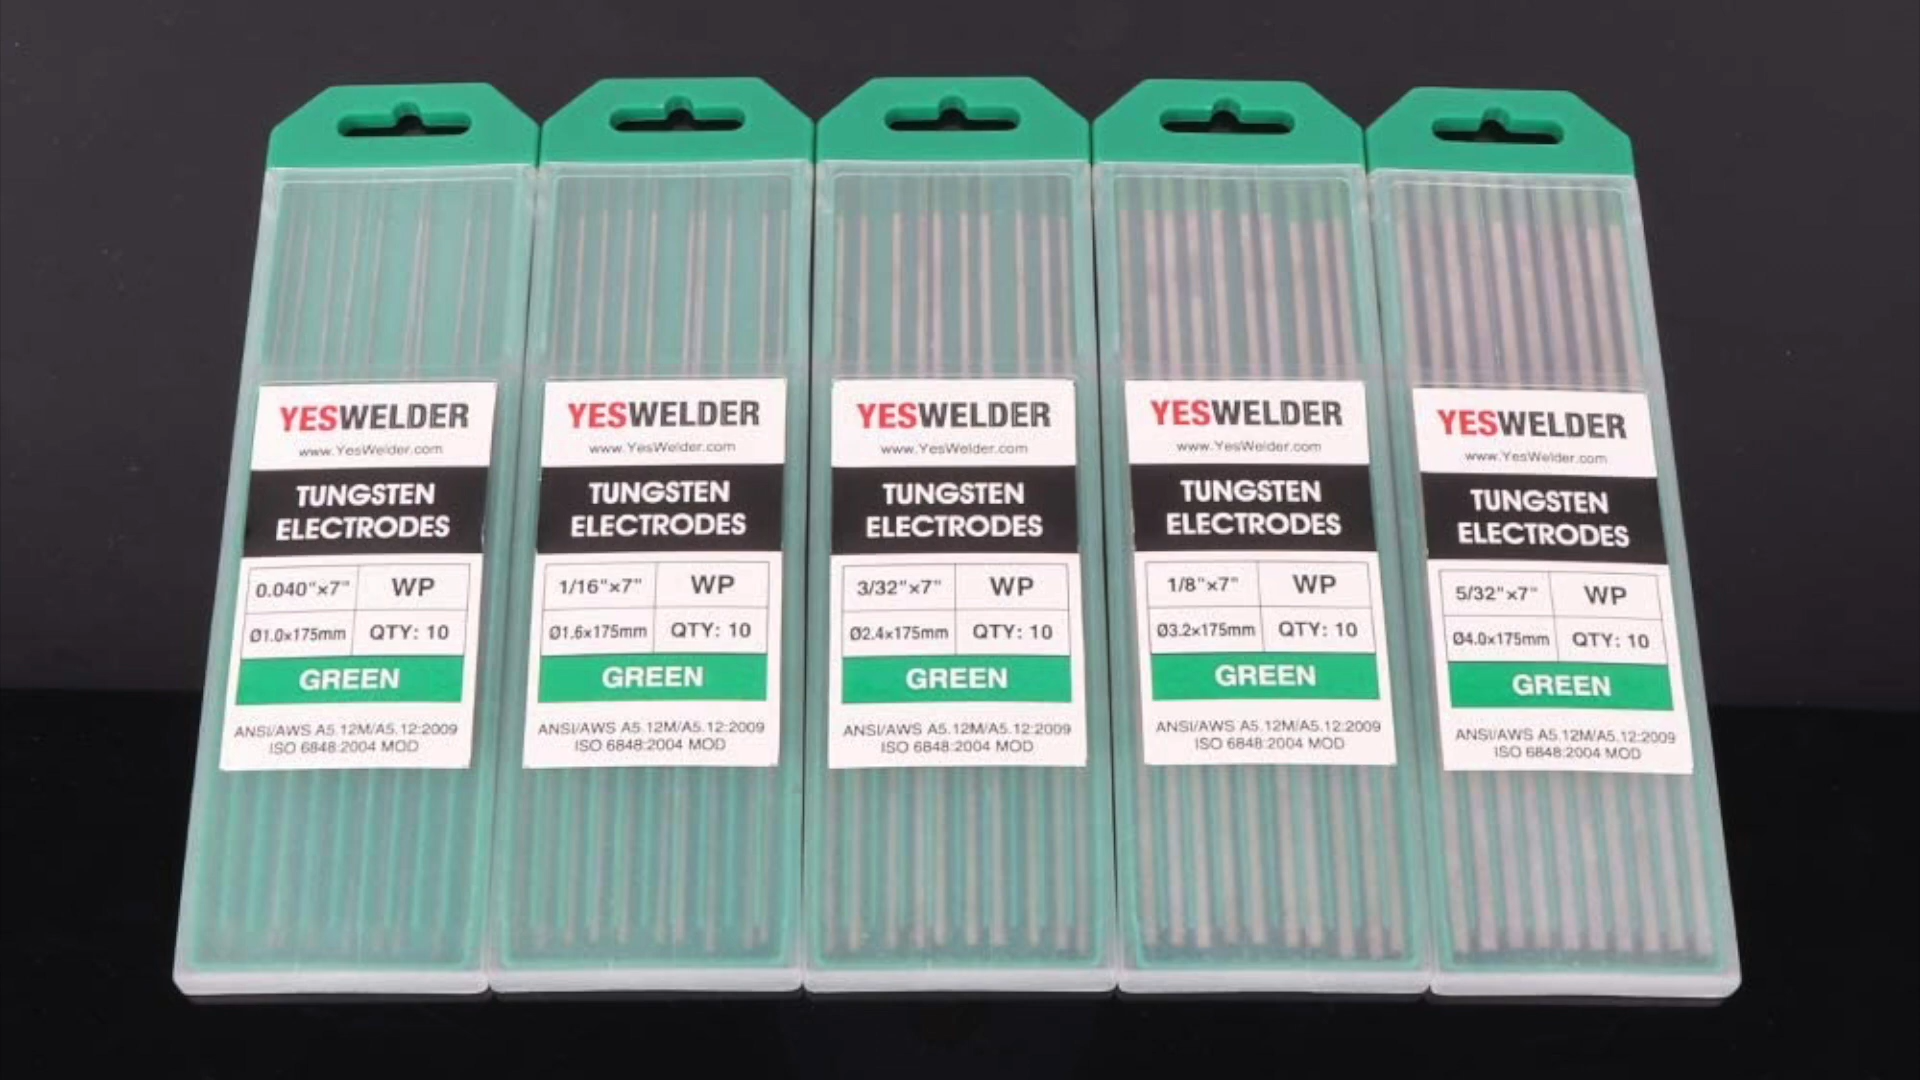 YESWELDER
www.YesWelder.com
TUNGSTEN
ELECTRODES
0.040"×7" WP
Ø1.0×175mm QTY: 10
GREEN
ANSI/AWS A5.12M/A5.12:2009
ISO 6848:2004 MOD
YESWELDER
www.YesWelder.com
TUNGSTEN
ELECTRODES
1/16"×7" WP
Ø1.6×175mm QTY: 10
GREEN
ANSI/AWS A5.12M/A5.12:2009
ISO 6848:2004 MOD
YESWELDER
www.YesWelder.com
TUNGSTEN
ELECTRODES
3/32"×7" WP
Ø2.4×175mm QTY: 10
GREEN
ANSI/AWS A5.12M/A5.12:2009
ISO 6848:2004 MOD
YESWELDER
www.YesWelder.com
TUNGSTEN
ELECTRODES
1/8"×7" WP
Ø3.2×175mm QTY: 10
GREEN
ANSI/AWS A5.12M/A5.12:2009
ISO 6848:2004 MOD
YESWELDER
www.YesWelder.com
TUNGSTEN
ELECTRODES
5/32"×7" WP
Ø4.0×175mm QTY: 10
GREEN
ANSI/AWS A5.12M/A5.12:2009
ISO 6848:2004 MOD